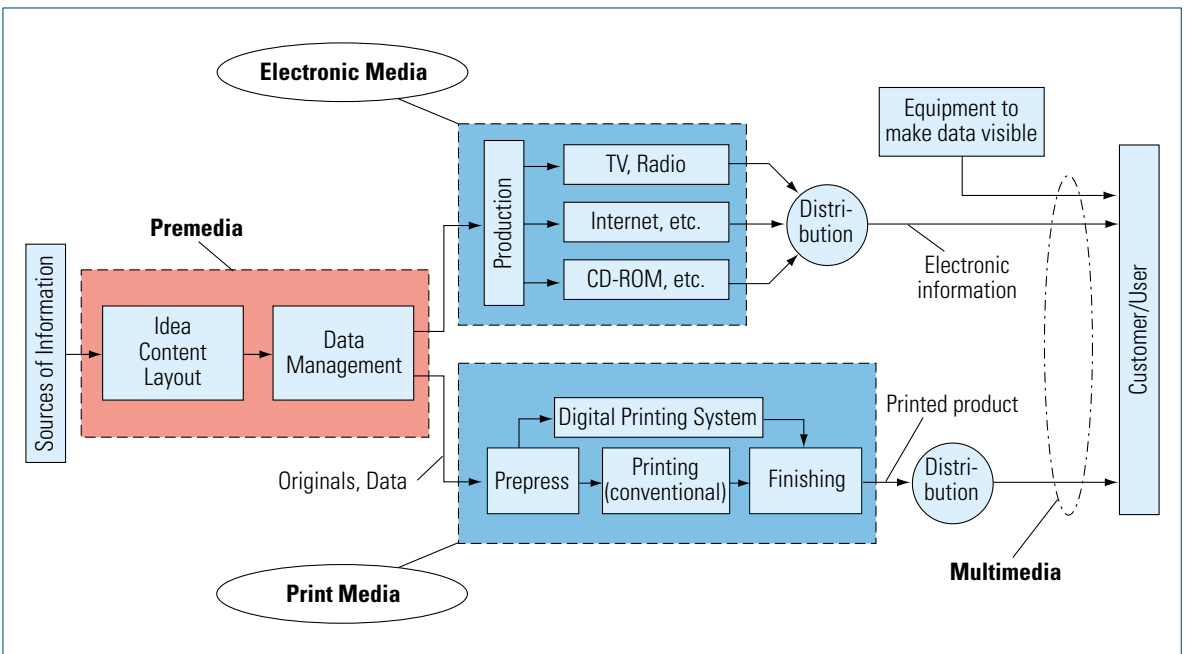 Electronic Media
Equipment to
make data visible
Production
TV, Radio
Internet, etc.
CD-ROM, etc.
Distri-
bution
Electronic
information
Customer/User
Premedia
Sources of Information
Idea
Content
Layout
Data
Management
Originals, Data
Digital Printing System
Prepress
Printing
(conventional)
Finishing
Printed product
Distri-
bution
Multimedia
Print Media